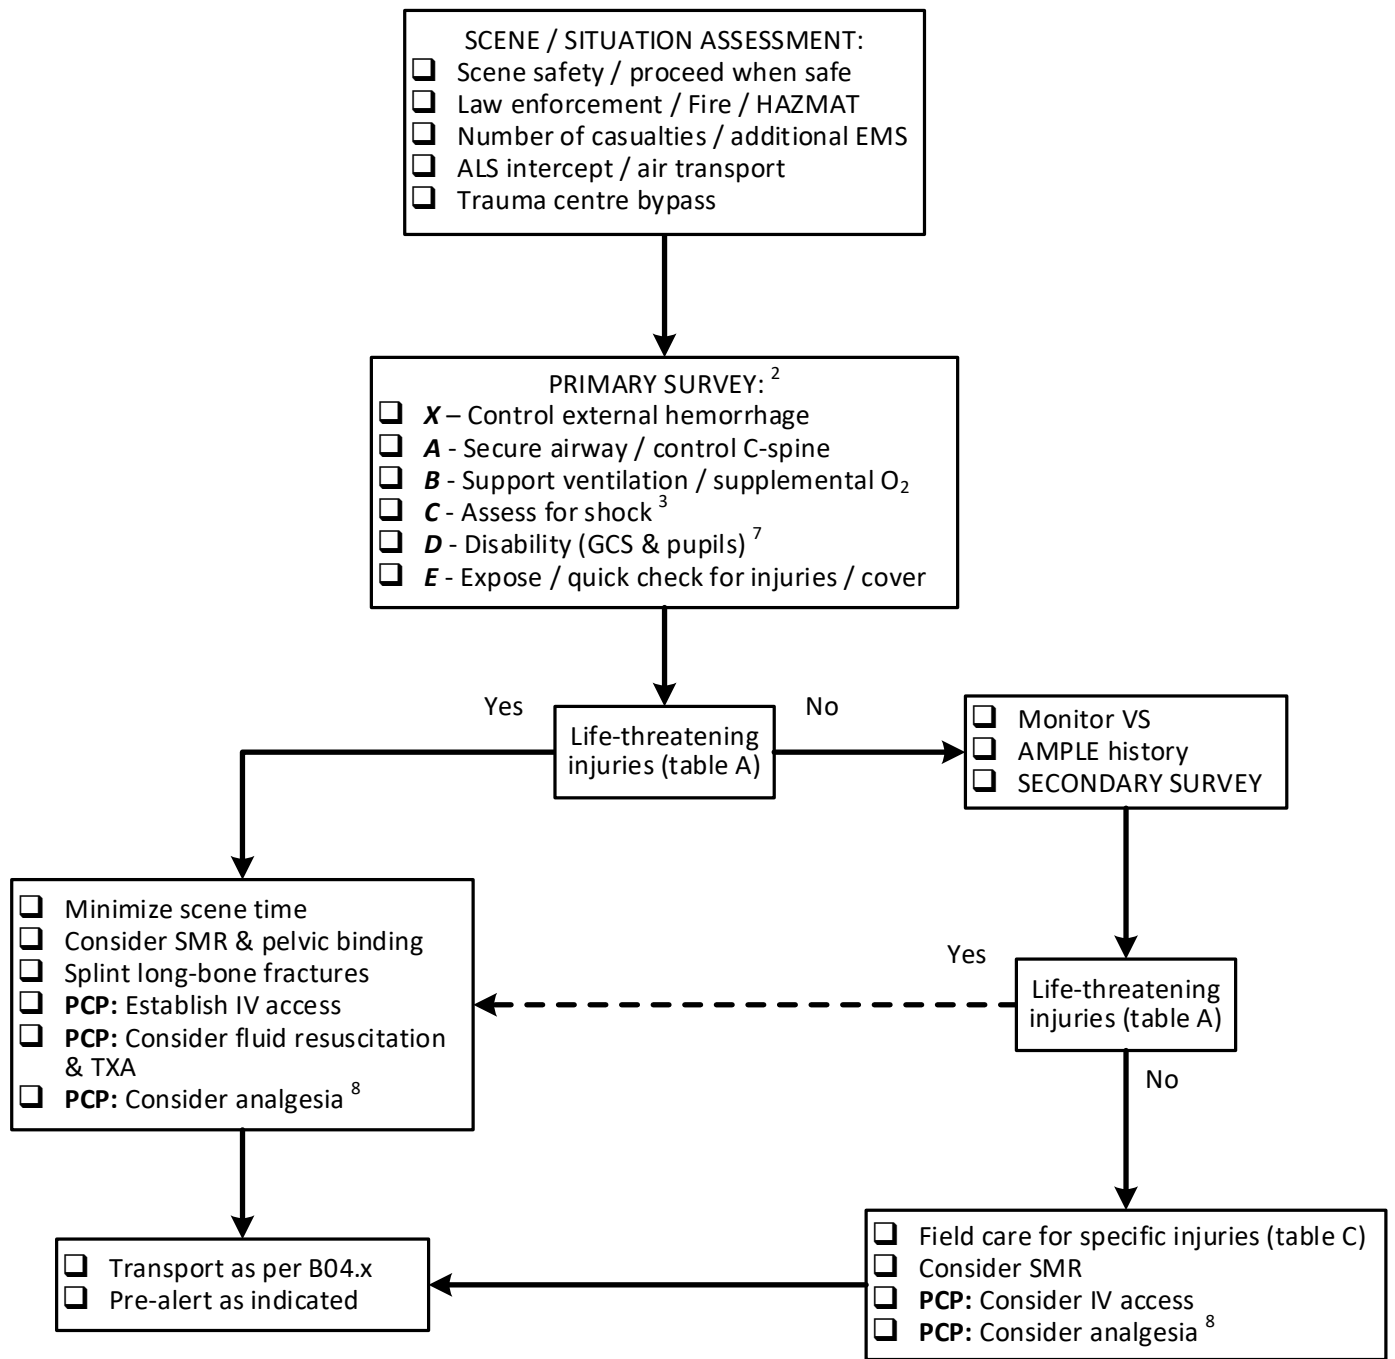 SCENE / SITUATION ASSESSMENT:
❑ Scene safety / proceed when safe
❑ Law enforcement / Fire / HAZMAT
❑ Number of casualties / additional EMS
❑ ALS intercept / air transport
❑ Trauma centre bypass
PRIMARY SURVEY: 2
❑ X – Control external hemorrhage
❑ A - Secure airway / control C-spine
❑ B - Support ventilation / supplemental O2
❑ C - Assess for shock 3
❑ D - Disability (GCS & pupils) 7
❑ E - Expose / quick check for injuries / cover
Yes
Life-threatening
injuries (table A)
No
❑ Monitor VS
❑ AMPLE history
❑ SECONDARY SURVEY
❑ Minimize scene time
❑ Consider SMR & pelvic binding
❑ Splint long-bone fractures
❑ PCP: Establish IV access
❑ PCP: Consider fluid resuscitation
& TXA
❑ PCP: Consider analgesia 8
Yes
Life-threatening
injuries (table A)
No
❑ Transport as per B04.x
❑ Pre-alert as indicated
❑ Field care for specific injuries (table C)
❑ Consider SMR
❑ PCP: Consider IV access
❑ PCP: Consider analgesia 8